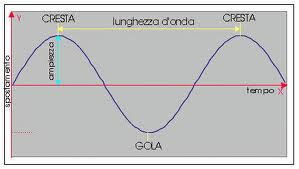 Y
CRESTA
lunghezza d'onda
CRESTA
ampiezza
spostamento
tempo
X
GOLA